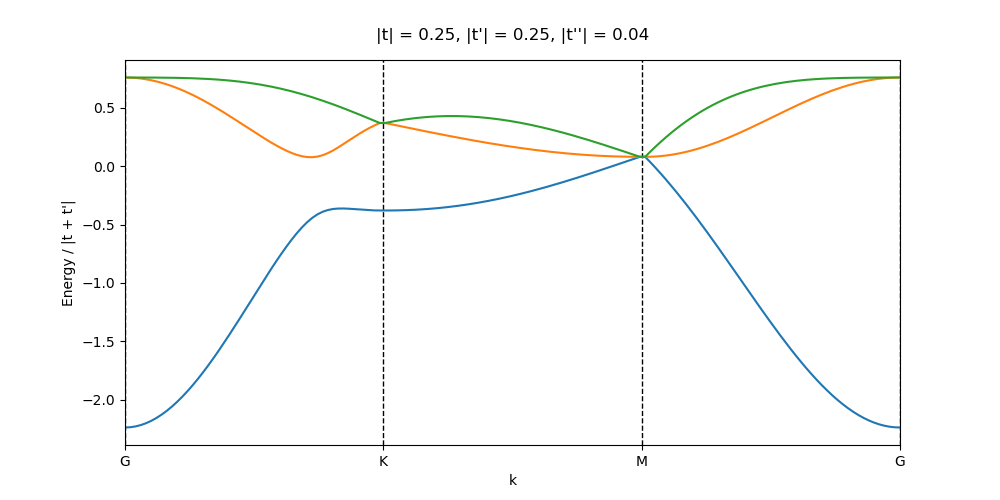 |t| = 0.25, |t'| = 0.25, |t''| = 0.04
Energy / |t + t'|
0.5
0.0
−0.5
−1.0
−1.5
−2.0
G
K
M
G
k